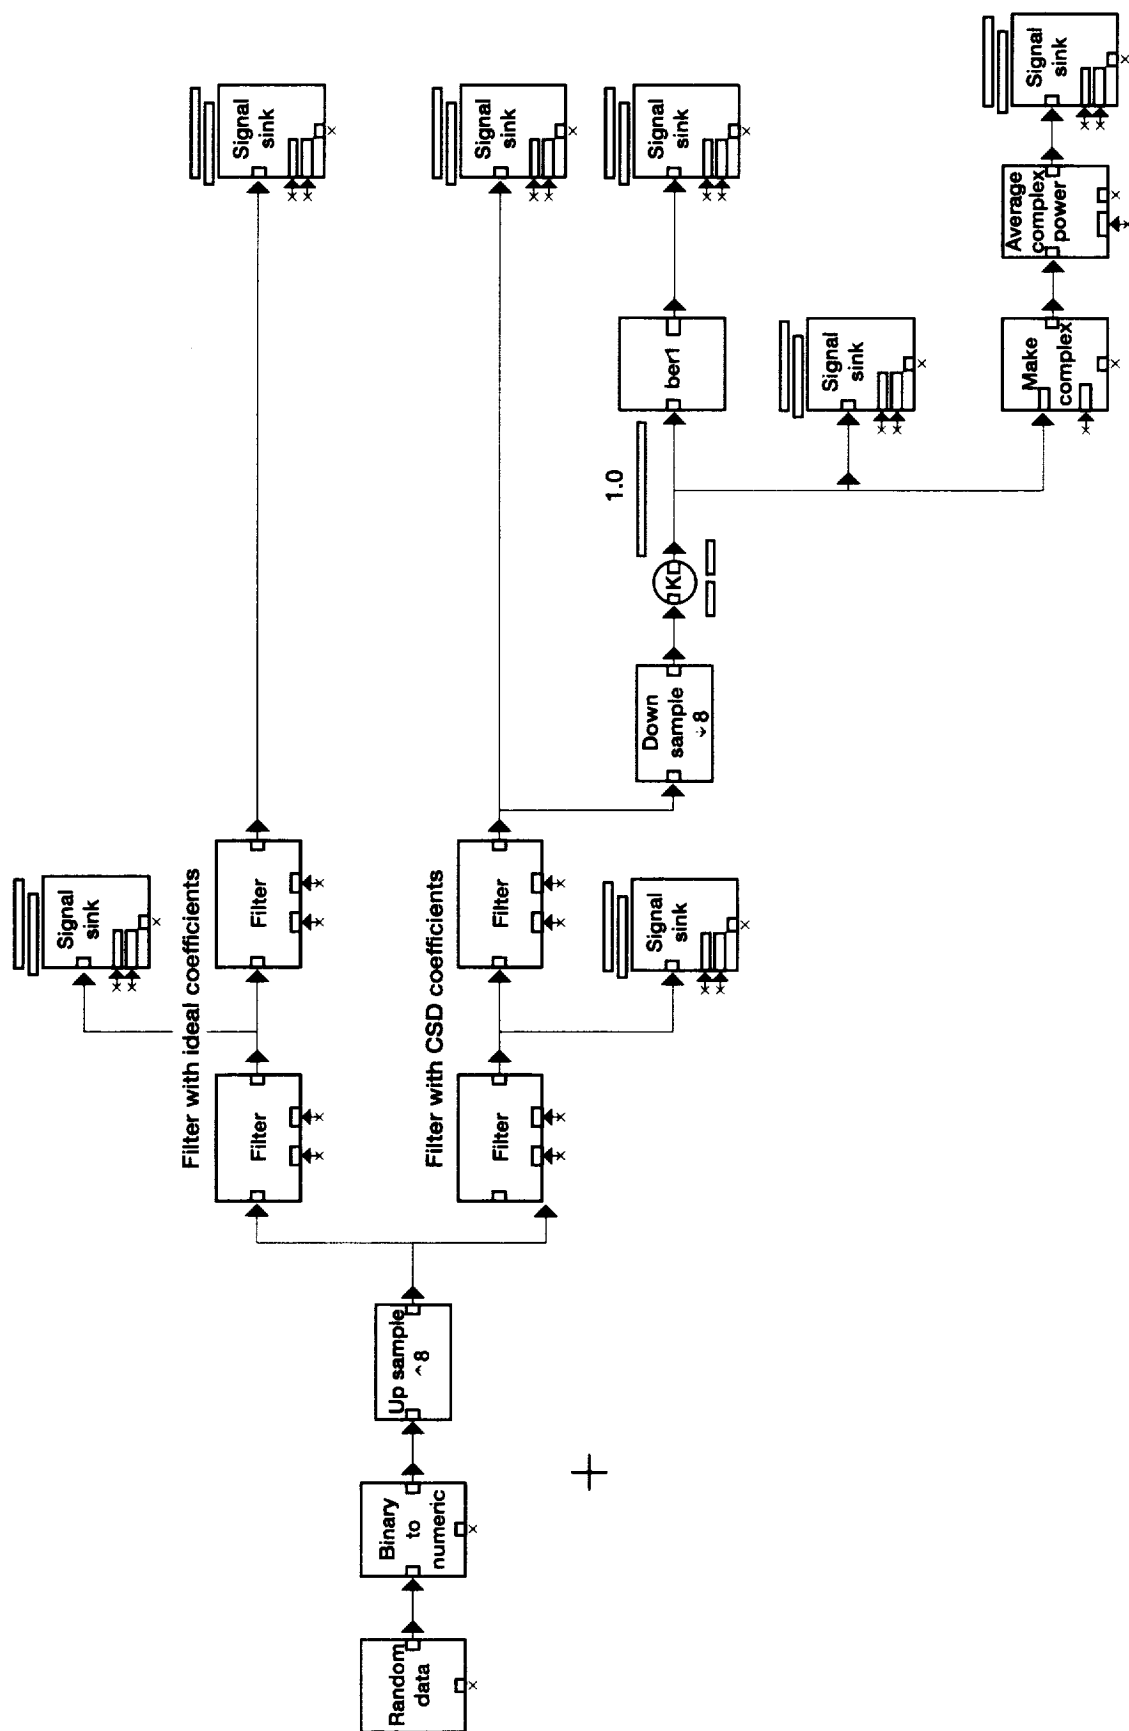 Random
data
Binary
to
numeric
Up sample
^ 8
Filter with ideal coefficients
Filter
Signal
sink
Filter
Signal
sink
Filter with CSD coefficients
Filter
Signal
sink
Filter
Signal
sink
Down
sample
↓ 8
K
1.0
ber1
Signal
sink
Signal
sink
Make
complex
Average
complex
power
Signal
sink